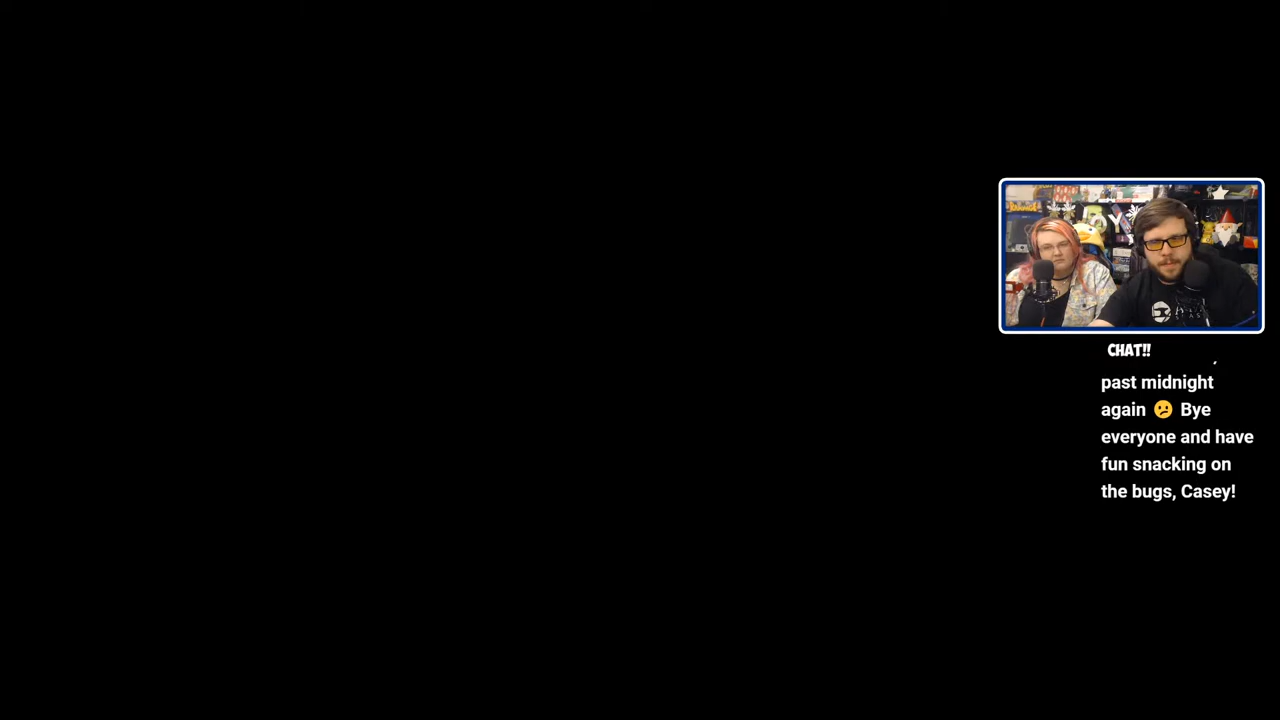 CHAT!!
past midnight
again 😕 Bye
everyone and have
fun snacking on
the bugs, Casey!